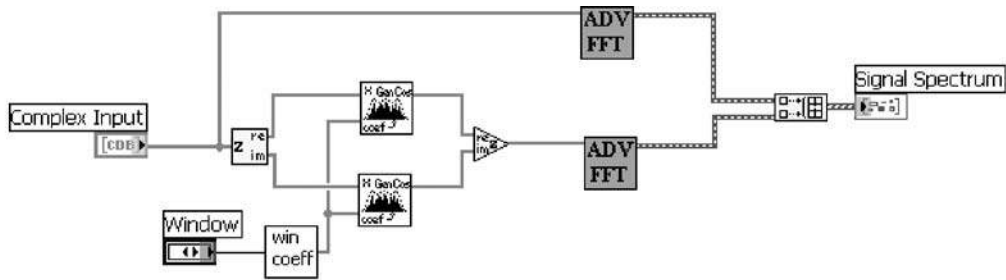 ADV
FFT
Signal Spectrum
X GenCos
coef
Complex Input
[CDB]
z re
im
re
im z
ADV
FFT
X GenCos
coef
Window
win
coeff